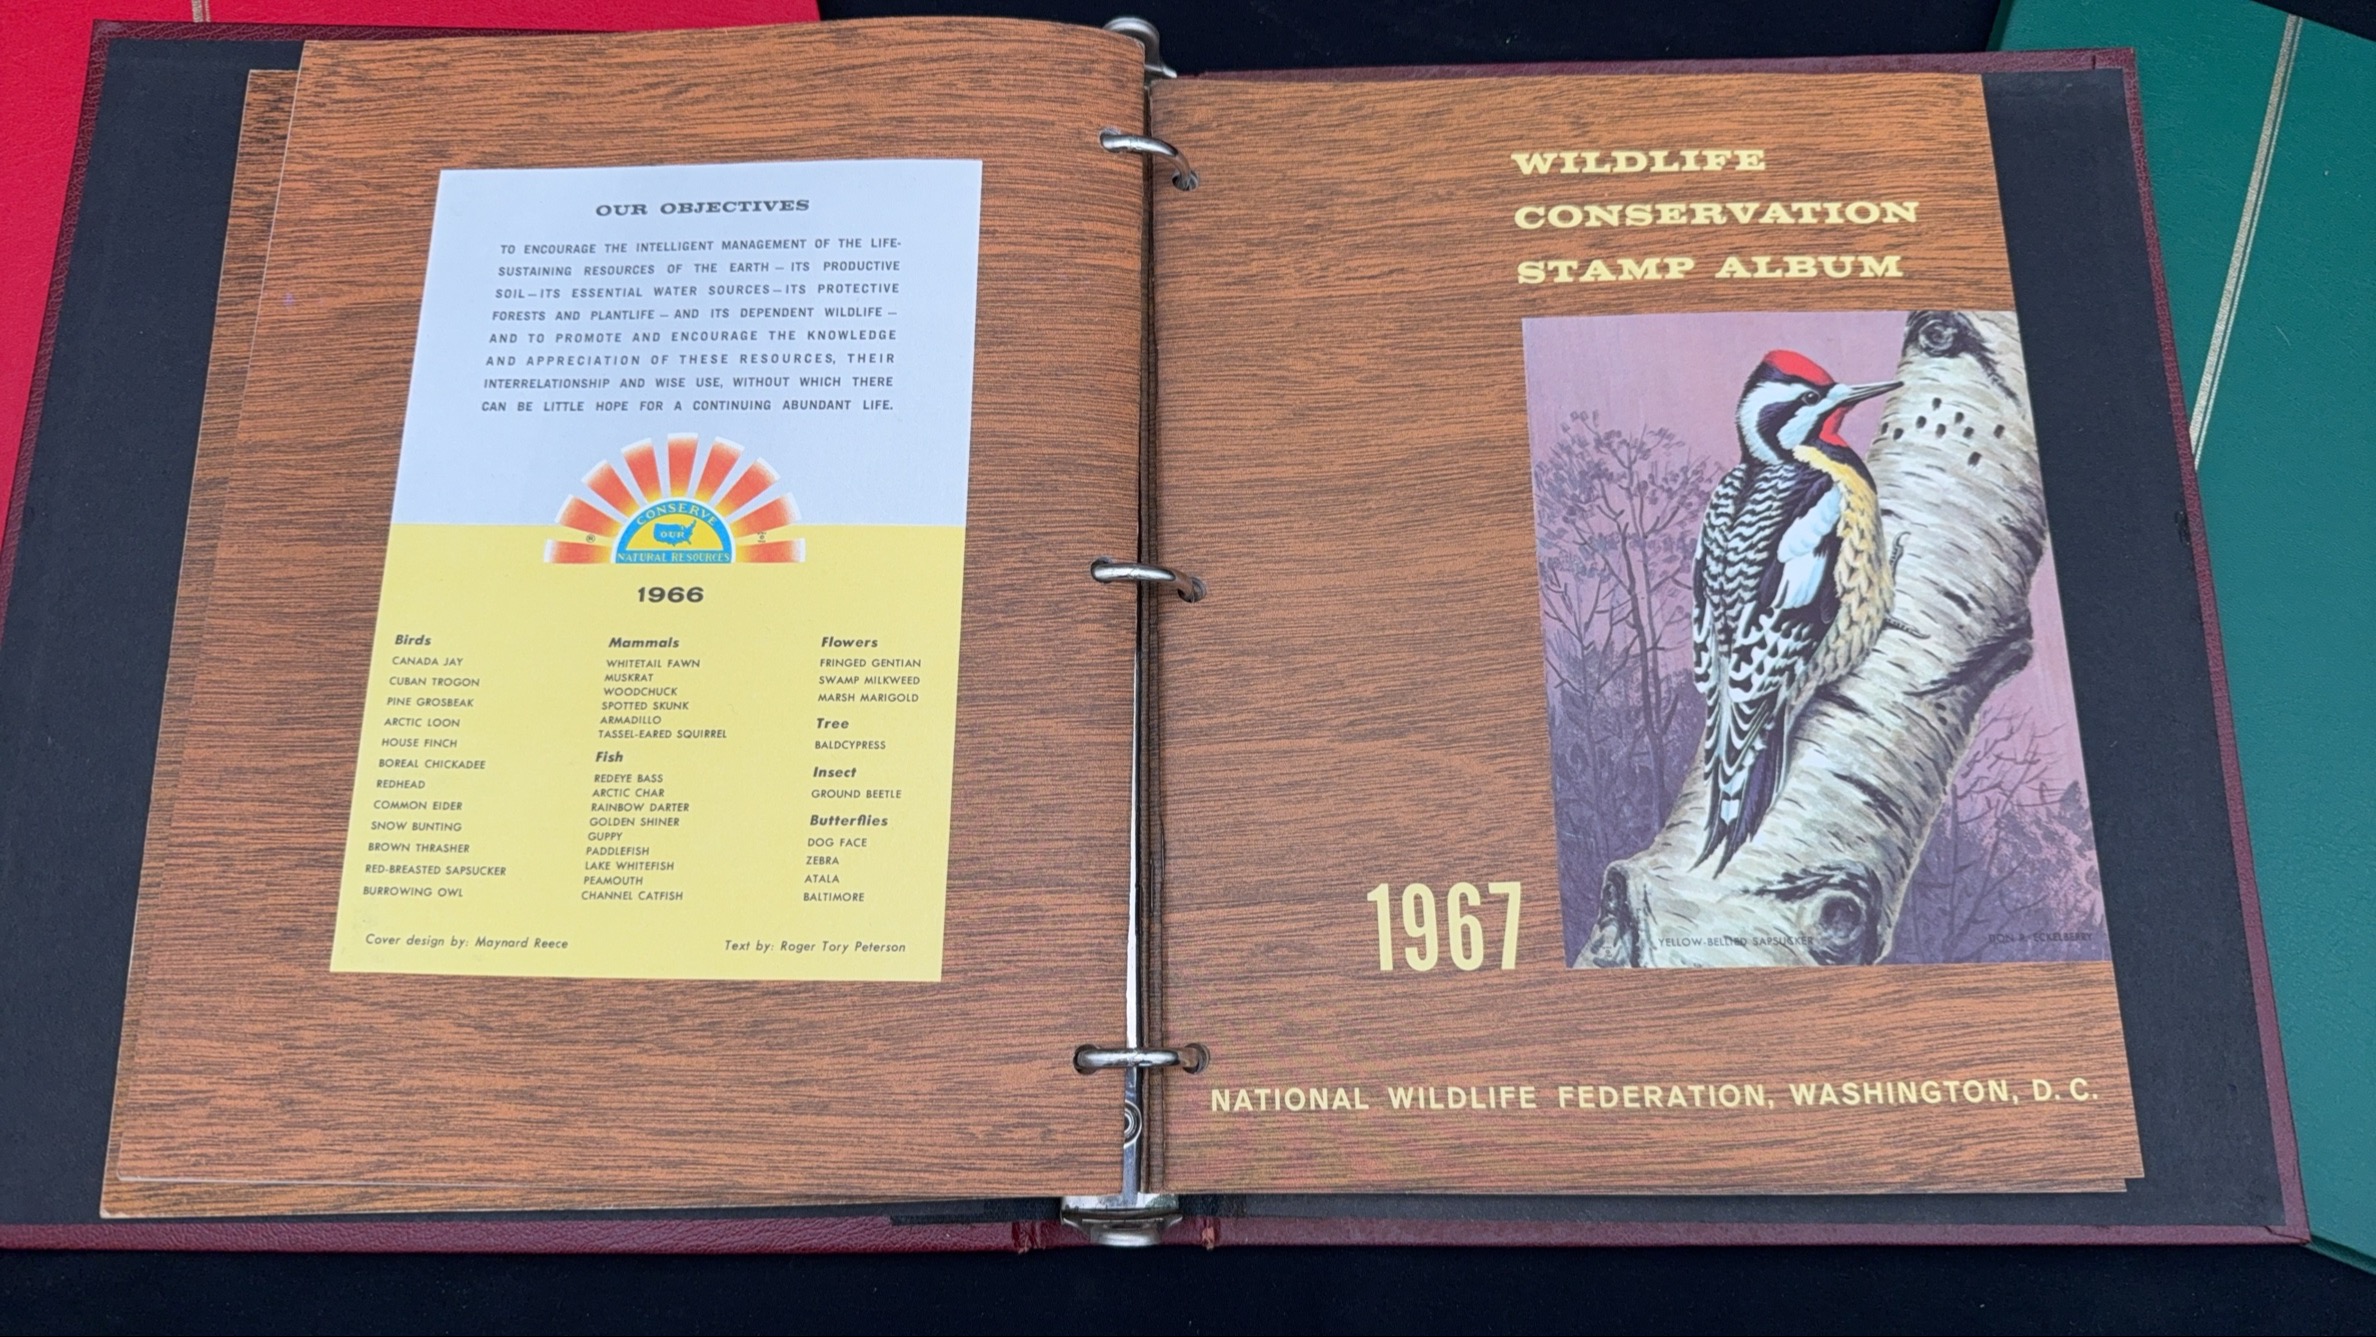 OUR OBJECTIVES
TO ENCOURAGE THE INTELLIGENT MANAGEMENT OF THE LIFE-
SUSTAINING RESOURCES OF THE EARTH — ITS PRODUCTIVE
SOIL—ITS ESSENTIAL WATER SOURCES—ITS PROTECTIVE
FORESTS AND PLANTLIFE — AND ITS DEPENDENT WILDLIFE —
AND TO PROMOTE AND ENCOURAGE THE KNOWLEDGE
AND APPRECIATION OF THESE RESOURCES, THEIR
INTERRELATIONSHIP AND WISE USE, WITHOUT WHICH THERE
CAN BE LITTLE HOPE FOR A CONTINUING ABUNDANT LIFE.
CONSERVE
OUR
NATURAL RESOURCES
®
1966
Birds
CANADA JAY
CUBAN TROGON
PINE GROSBEAK
ARCTIC LOON
HOUSE FINCH
BOREAL CHICKADEE
REDHEAD
COMMON EIDER
SNOW BUNTING
BROWN THRASHER
RED-BREASTED SAPSUCKER
BURROWING OWL
Mammals
WHITETAIL FAWN
MUSKRAT
WOODCHUCK
SPOTTED SKUNK
ARMADILLO
TASSEL-EARED SQUIRREL
Fish
REDEYE BASS
ARCTIC CHAR
RAINBOW DARTER
GOLDEN SHINER
GUPPY
PADDLEFISH
LAKE WHITEFISH
PEAMOUTH
CHANNEL CATFISH
Flowers
FRINGED GENTIAN
SWAMP MILKWEED
MARSH MARIGOLD
Tree
BALDCYPRESS
Insect
GROUND BEETLE
Butterflies
DOG FACE
ZEBRA
ATALA
BALTIMORE
Cover design by: Maynard Reece
Text by: Roger Tory Peterson
WILDLIFE
CONSERVATION
STAMP ALBUM
YELLOW-BELLIED SAPSUCKER
DON R. ECKELBERRY
1967
NATIONAL WILDLIFE FEDERATION, WASHINGTON, D. C.